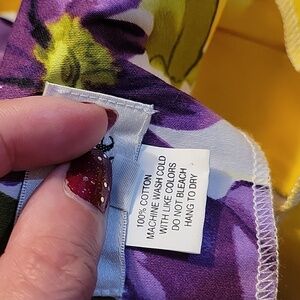 100% COTTON
MACHINE WASH COLD
WITH LIKE COLORS
DO NOT BLEACH
HANG TO DRY